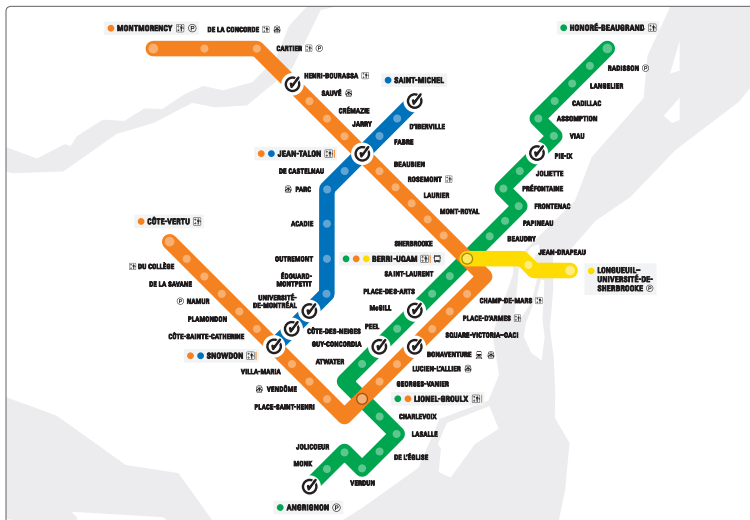 MONTMORENCY P
DE LA CONCORDE
CARTIER P
HENRI-BOURASSA
SAUVÉ
CRÉMAZIE
JARRY
JEAN-TALON
SAINT-MICHEL
D'IBERVILLE
FABRE
BEAUBIEN
ROSEMONT
LAURIER
MONT-ROYAL
SHERBROOKE
DE CASTELNAU
PARC
ACADIE
OUTREMONT
ÉDOUARD-
MONTPETIT
UNIVERSITÉ-
DE-MONTRÉAL
CÔTE-DES-NEIGES
SNOWDON
HONORÉ-BEAUGRAND
RADISSON P
LANGELIER
CADILLAC
ASSOMPTION
VIAU
PIE-IX
JOLIETTE
PRÉFONTAINE
FRONTENAC
PAPINEAU
BEAUDRY
JEAN-DRAPEAU
LONGUEUIL–
UNIVERSITÉ-DE-
SHERBROOKE P
BERRI-UQAM
SAINT-LAURENT
PLACE-DES-ARTS
McGILL
PEEL
GUY-CONCORDIA
ATWATER
CHAMP-DE-MARS
PLACE-D'ARMES
SQUARE-VICTORIA-OACI
BONAVENTURE
LUCIEN-L'ALLIER
GEORGES-VANIER
LIONEL-GROULX
CÔTE-VERTU
DU COLLÈGE
DE LA SAVANE
P NAMUR
PLAMONDON
CÔTE-SAINTE-CATHERINE
VILLA-MARIA
VENDÔME
PLACE-SAINT-HENRI
CHARLEVOIX
LASALLE
DE L'ÉGLISE
VERDUN
JOLICOEUR
MONK
ANGRIGNON P